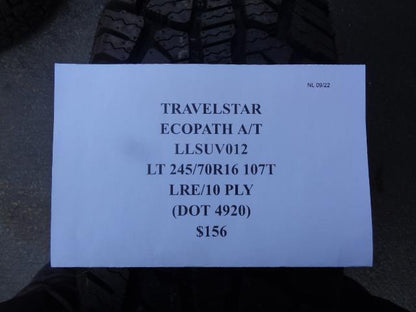 NL 09/22
TRAVELSTAR
ECOPATH A/T
LLSUV012
LT 245/70R16 107T
LRE/10 PLY
(DOT 4920)
$156